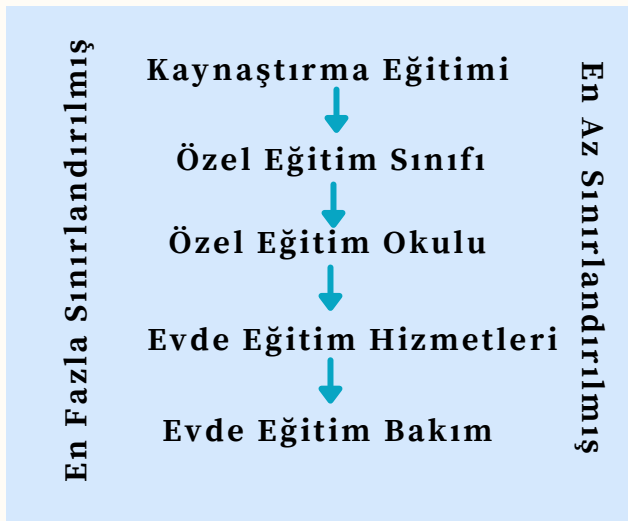 En Fazla Sınırlandırılmış
Kaynaştırma Eğitimi
Özel Eğitim Sınıfı
Özel Eğitim Okulu
Evde Eğitim Hizmetleri
Evde Eğitim Bakım
En Az Sınırlandırılmış